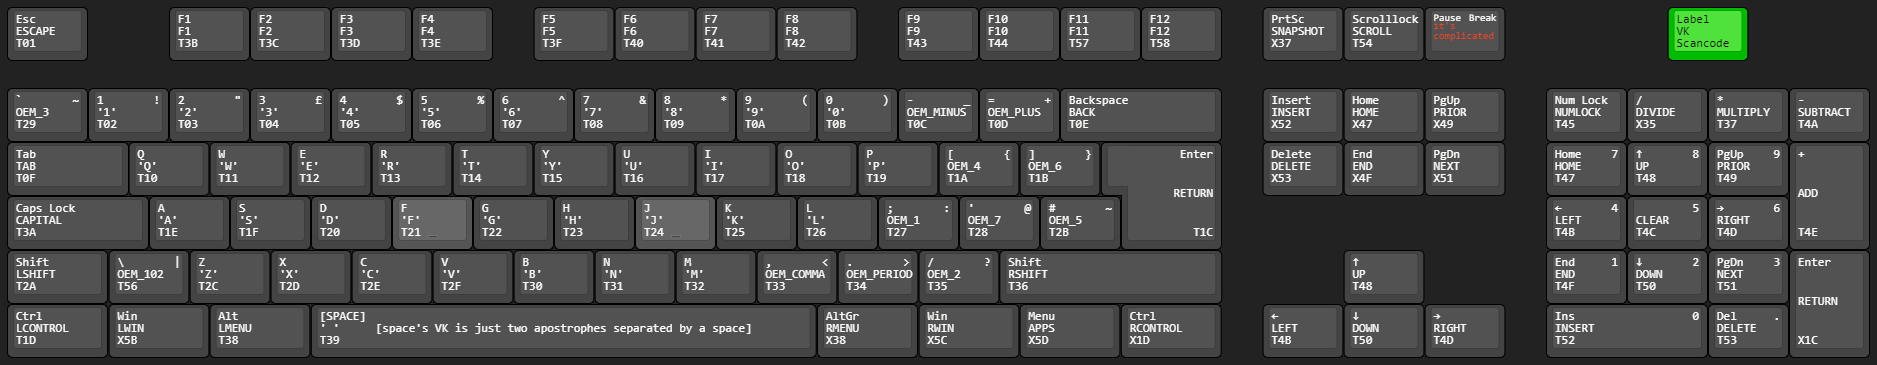 Esc
ESCAPE
T01
F1
F1
T3B
F2
F2
T3C
F3
F3
T3D
F4
F4
T3E
F5
F5
T3F
F6
F6
T40
F7
F7
T41
F8
F8
T42
F9
F9
T43
F10
F10
T44
F11
F11
T57
F12
F12
T58
PrtSc
SNAPSHOT
X37
Scrolllock
SCROLL
T54
Pause Break
it's
complicated
Label
VK
Scancode
` ~
OEM_3
T29
1 !
'1'
T02
2 "
'2'
T03
3 £
'3'
T04
4 $
'4'
T05
5 %
'5'
T06
6 ^
'6'
T07
7 &
'7'
T08
8 *
'8'
T09
9 (
'9'
T0A
0 )
'0'
T0B
- _
OEM_MINUS
T0C
= +
OEM_PLUS
T0D
Backspace
BACK
T0E
Insert
INSERT
X52
Home
HOME
X47
PgUp
PRIOR
X49
Num Lock
NUMLOCK
T45
/
DIVIDE
X35
*
MULTIPLY
T37
-
SUBTRACT
T4A
Tab
TAB
T0F
Q
'Q'
T10
W
'W'
T11
E
'E'
T12
R
'R'
T13
T
'T'
T14
Y
'Y'
T15
U
'U'
T16
I
'I'
T17
O
'O'
T18
P
'P'
T19
[ {
OEM_4
T1A
] }
OEM_6
T1B
Enter
RETURN
T1C
Delete
DELETE
X53
End
END
X4F
PgDn
NEXT
X51
Home 7
HOME
T47
↑ 8
UP
T48
PgUp 9
PRIOR
T49
+
ADD
T4E
Caps Lock
CAPITAL
T3A
A
'A'
T1E
S
'S'
T1F
D
'D'
T20
F
'F'
T21 _
G
'G'
T22
H
'H'
T23
J
'J'
T24 _
K
'K'
T25
L
'L'
T26
; :
OEM_1
T27
' @
OEM_7
T28
# ~
OEM_5
T2B
← 4
LEFT
T4B
5
CLEAR
T4C
→ 6
RIGHT
T4D
Shift
LSHIFT
T2A
\ |
OEM_102
T56
Z
'Z'
T2C
X
'X'
T2D
C
'C'
T2E
V
'V'
T2F
B
'B'
T30
N
'N'
T31
M
'M'
T32
, <
OEM_COMMA
T33
. >
OEM_PERIOD
T34
/ ?
OEM_2
T35
Shift
RSHIFT
T36
↑
UP
T48
End 1
END
T4F
↓ 2
DOWN
T50
PgDn 3
NEXT
T51
Enter
RETURN
X1C
Ctrl
LCONTROL
T1D
Win
LWIN
X5B
Alt
LMENU
T38
[SPACE]
' ' [space's VK is just two apostrophes separated by a space]
T39
AltGr
RMENU
X38
Win
RWIN
X5C
Menu
APPS
X5D
Ctrl
RCONTROL
X1D
←
LEFT
T4B
↓
DOWN
T50
→
RIGHT
T4D
Ins 0
INSERT
T52
Del .
DELETE
T53